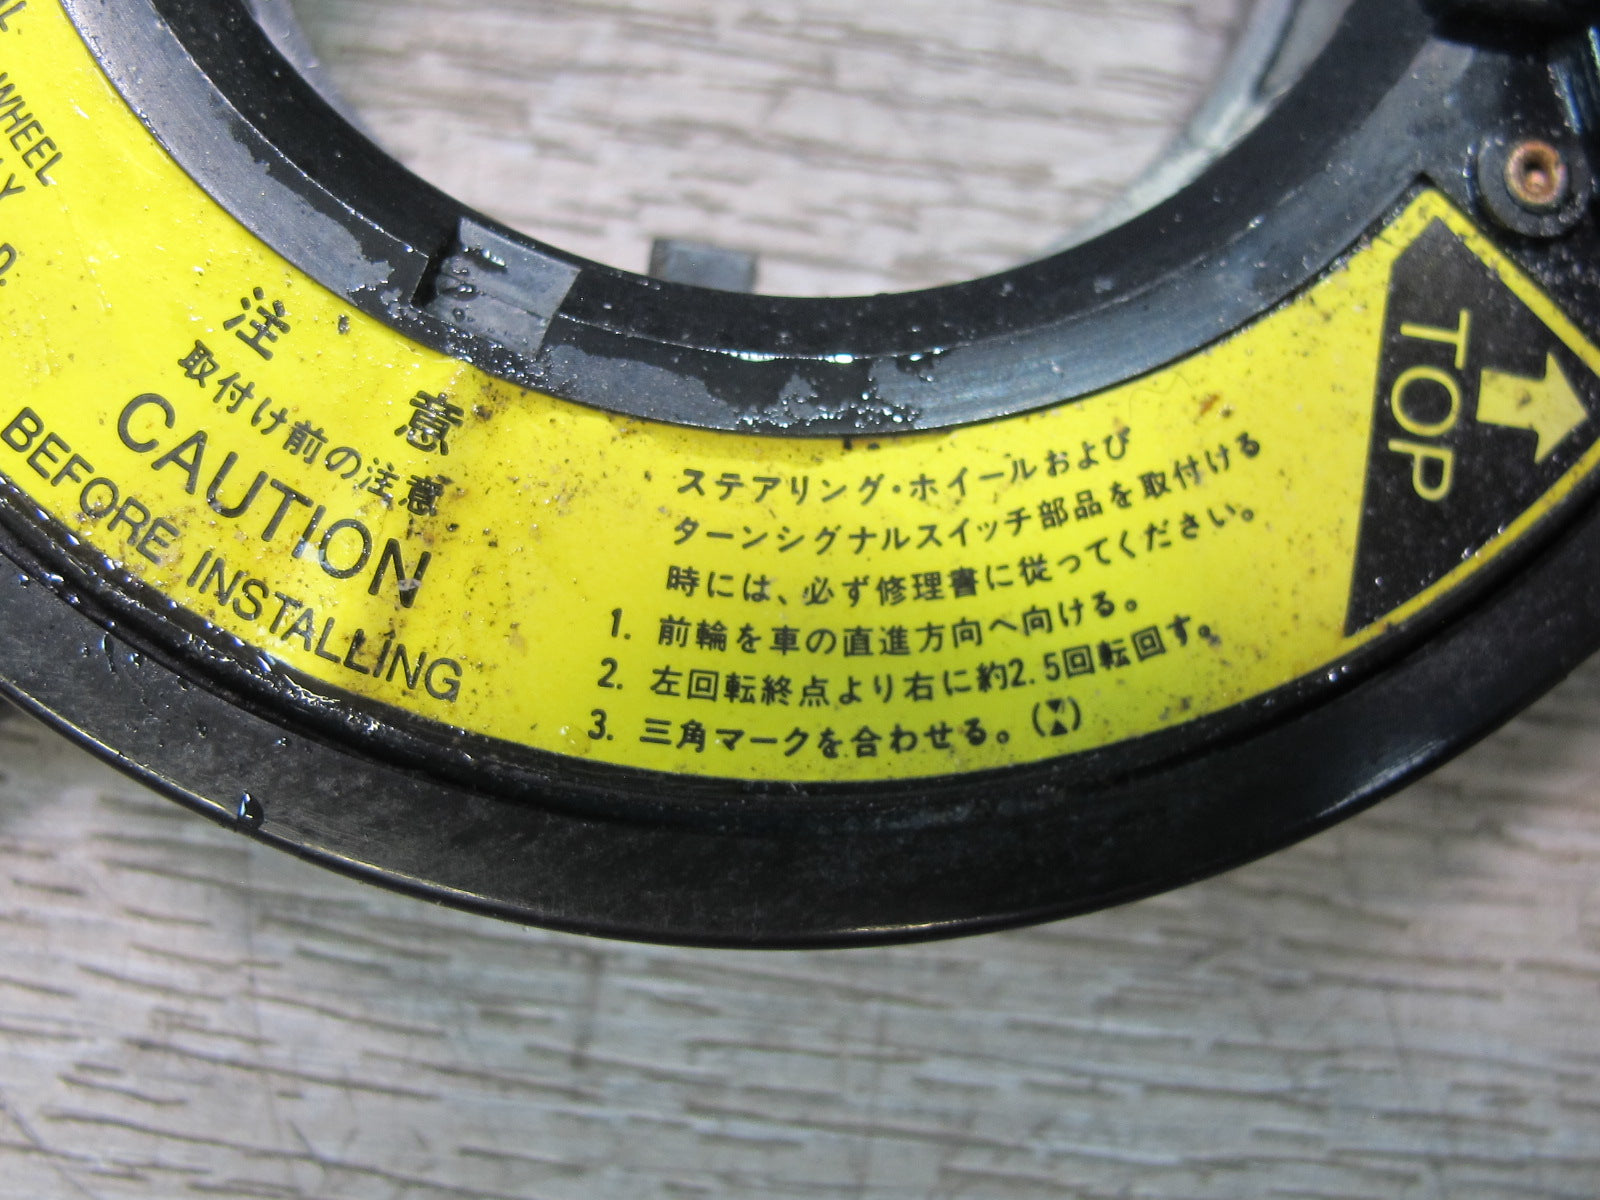 WHEEL
注意
取付け前の注意
CAUTION
BEFORE INSTALLING
ステアリング・ホイールおよび
ターンシグナルスイッチ部品を取付ける
時には、必ず修理書に従ってください。
1. 前輪を車の直進方向へ向ける。
2. 左回転終点より右に約2.5回転回す。
3. 三角マークを合わせる。(▼▲)
TOP